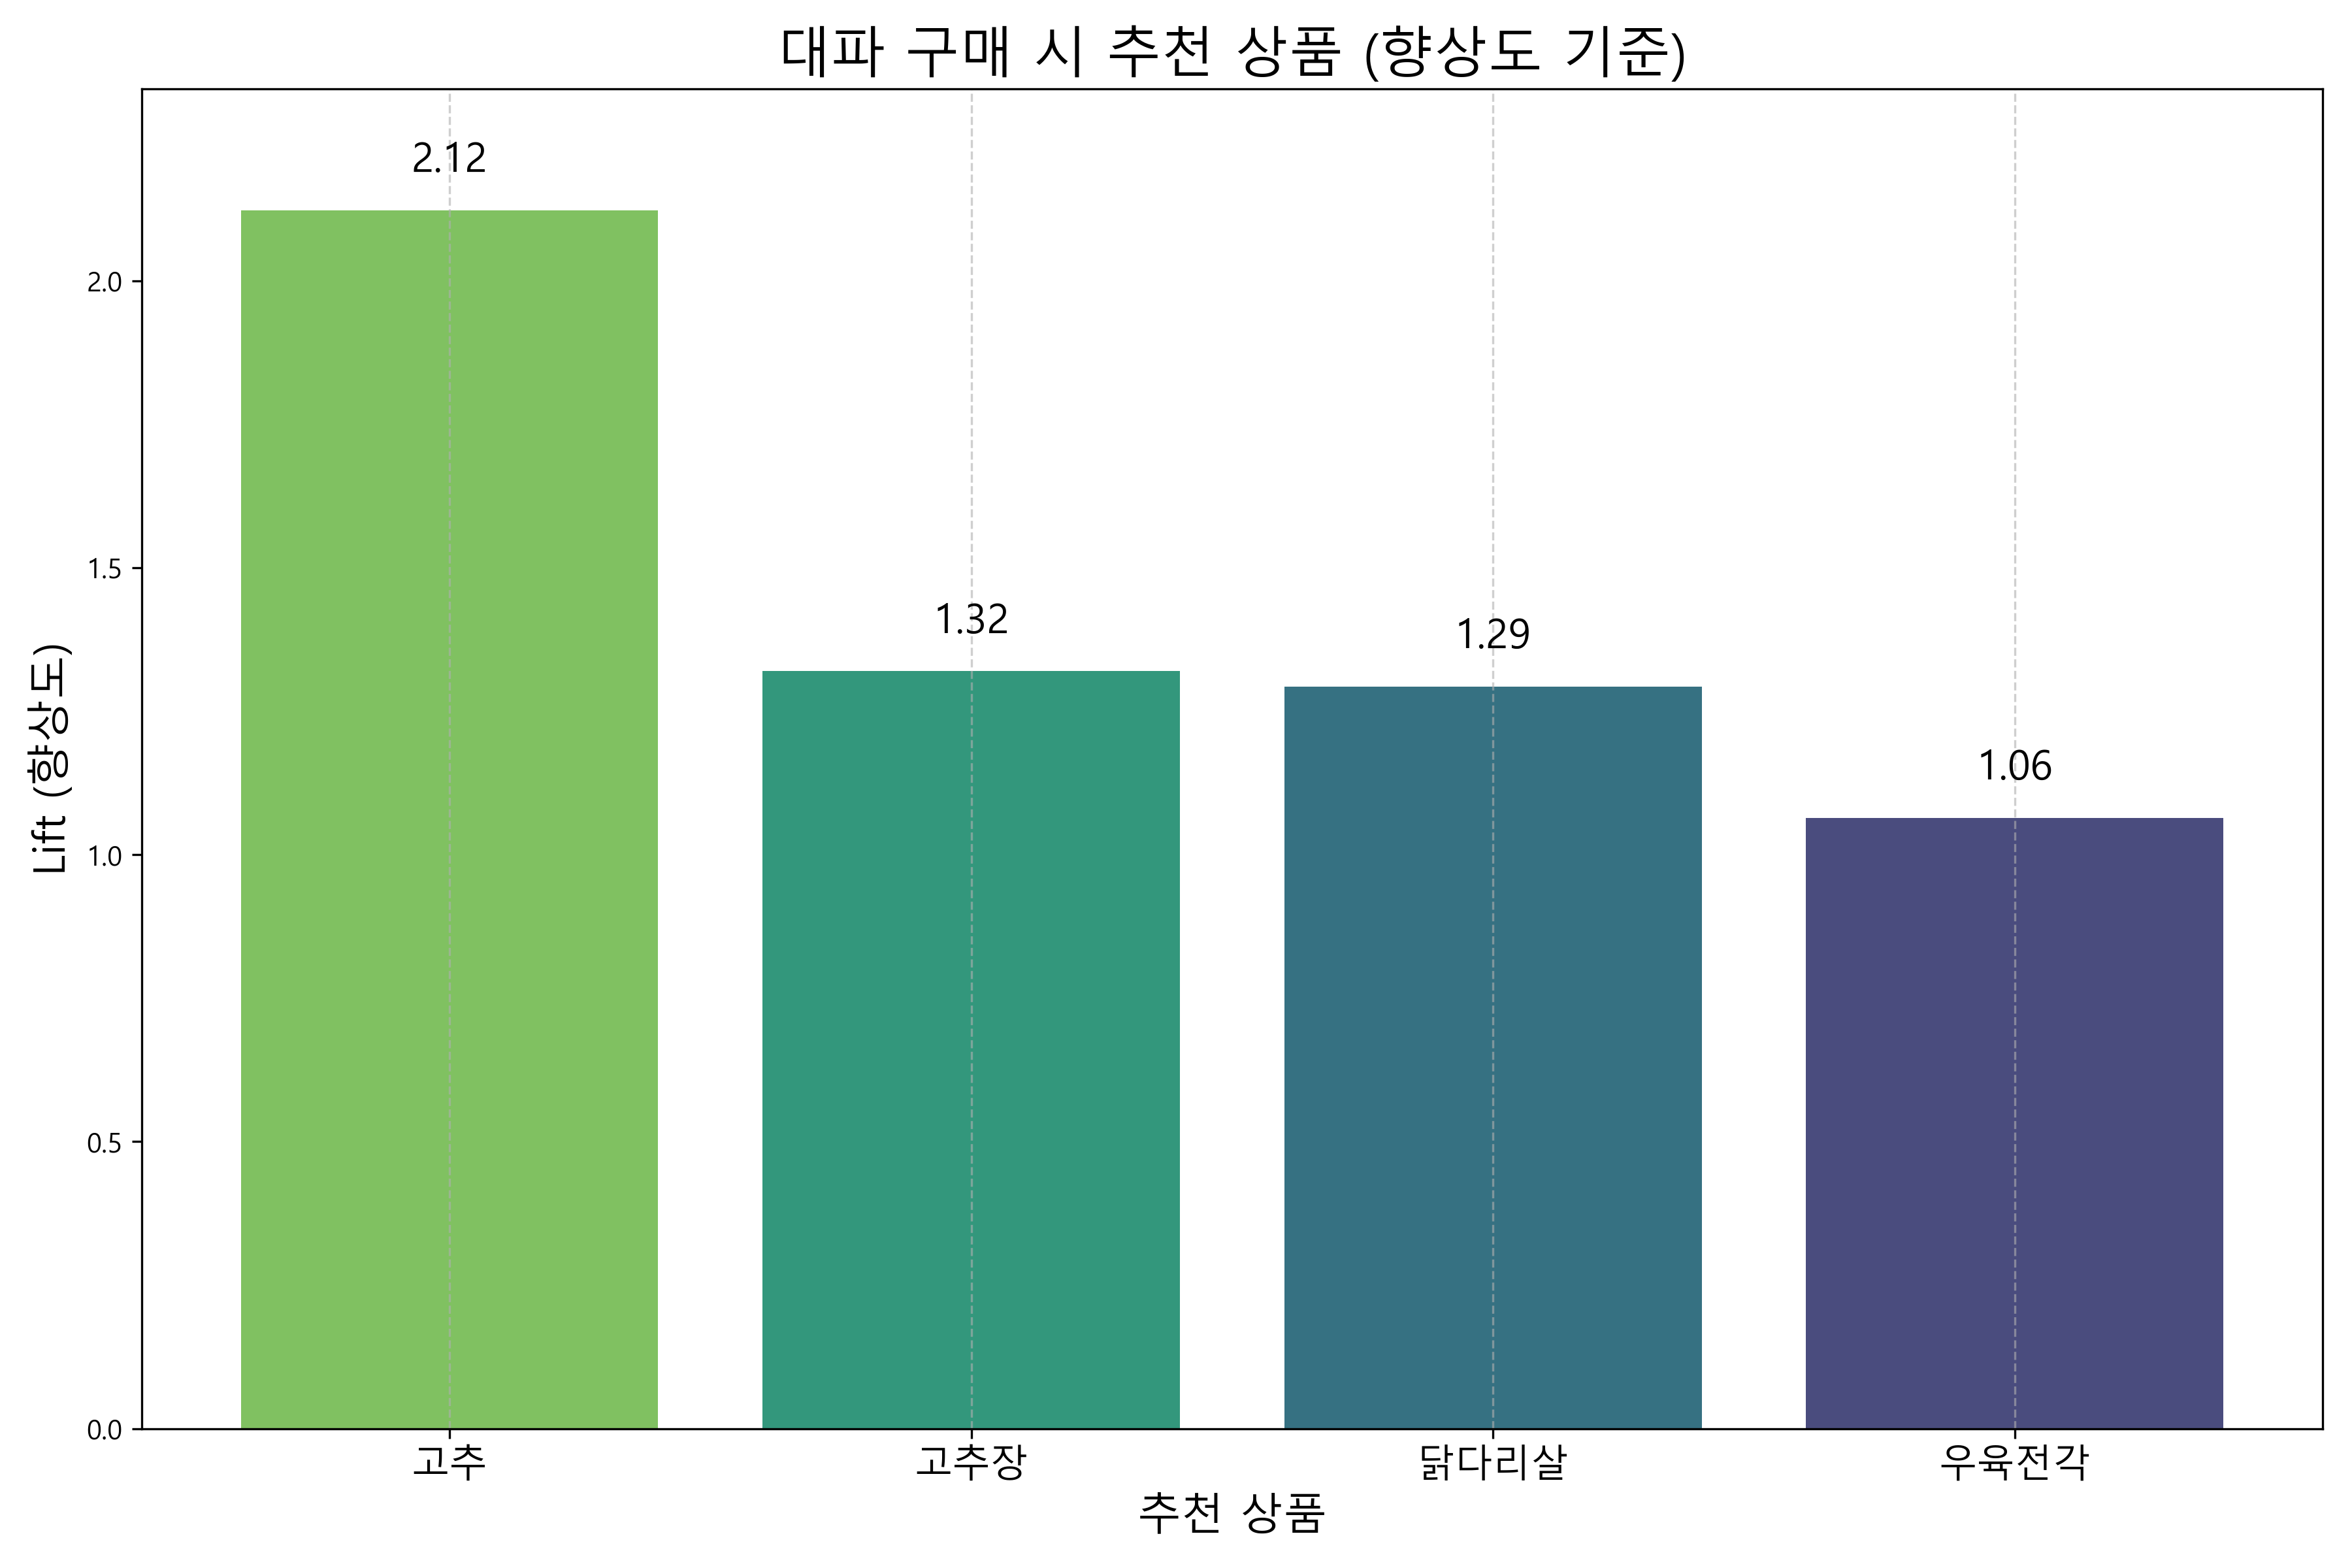 대파 구매 시 추천 상품 (향상도 기준)
2.12
1.32
1.29
1.06
Lift (향상도)
2.0
1.5
1.0
0.5
0.0
고추
고추장
닭다리살
우육전각
추천 상품